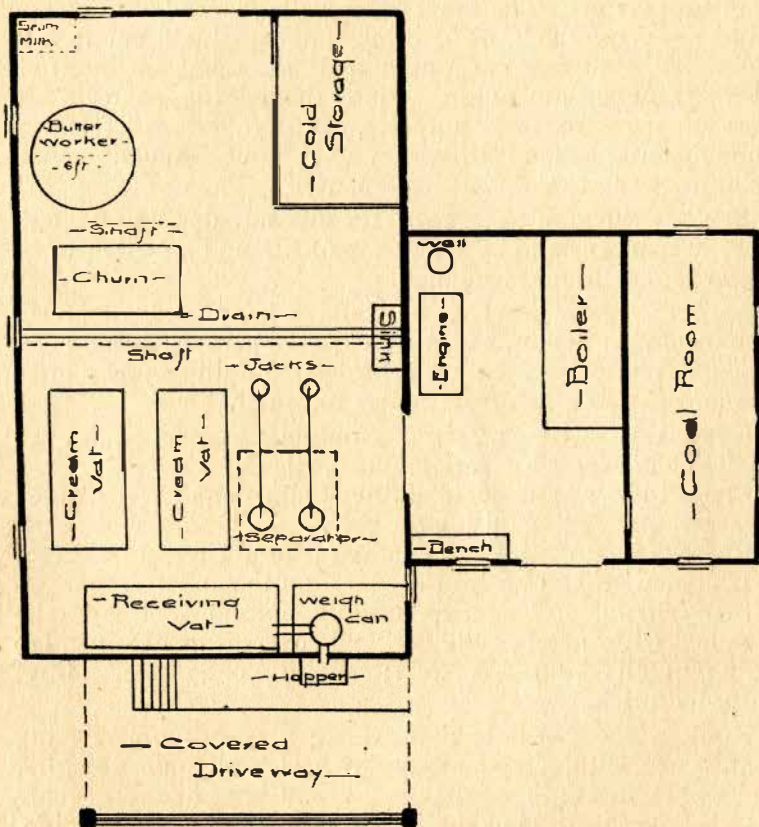 Skim
Milk
-Cold
Storage-
-Butter
Worker-
-6ft-
-Shaft-
-Churn-
-Drain-
Sink
Well
-Engine-
-Boiler-
-Coal Room-
Shaft
-Jacks-
-Cream
Vat-
-Cream
Vat-
-Separator-
-Bench
-Receiving
Vat-
Weigh
Can
-Hopper-
-Covered
Driveway-